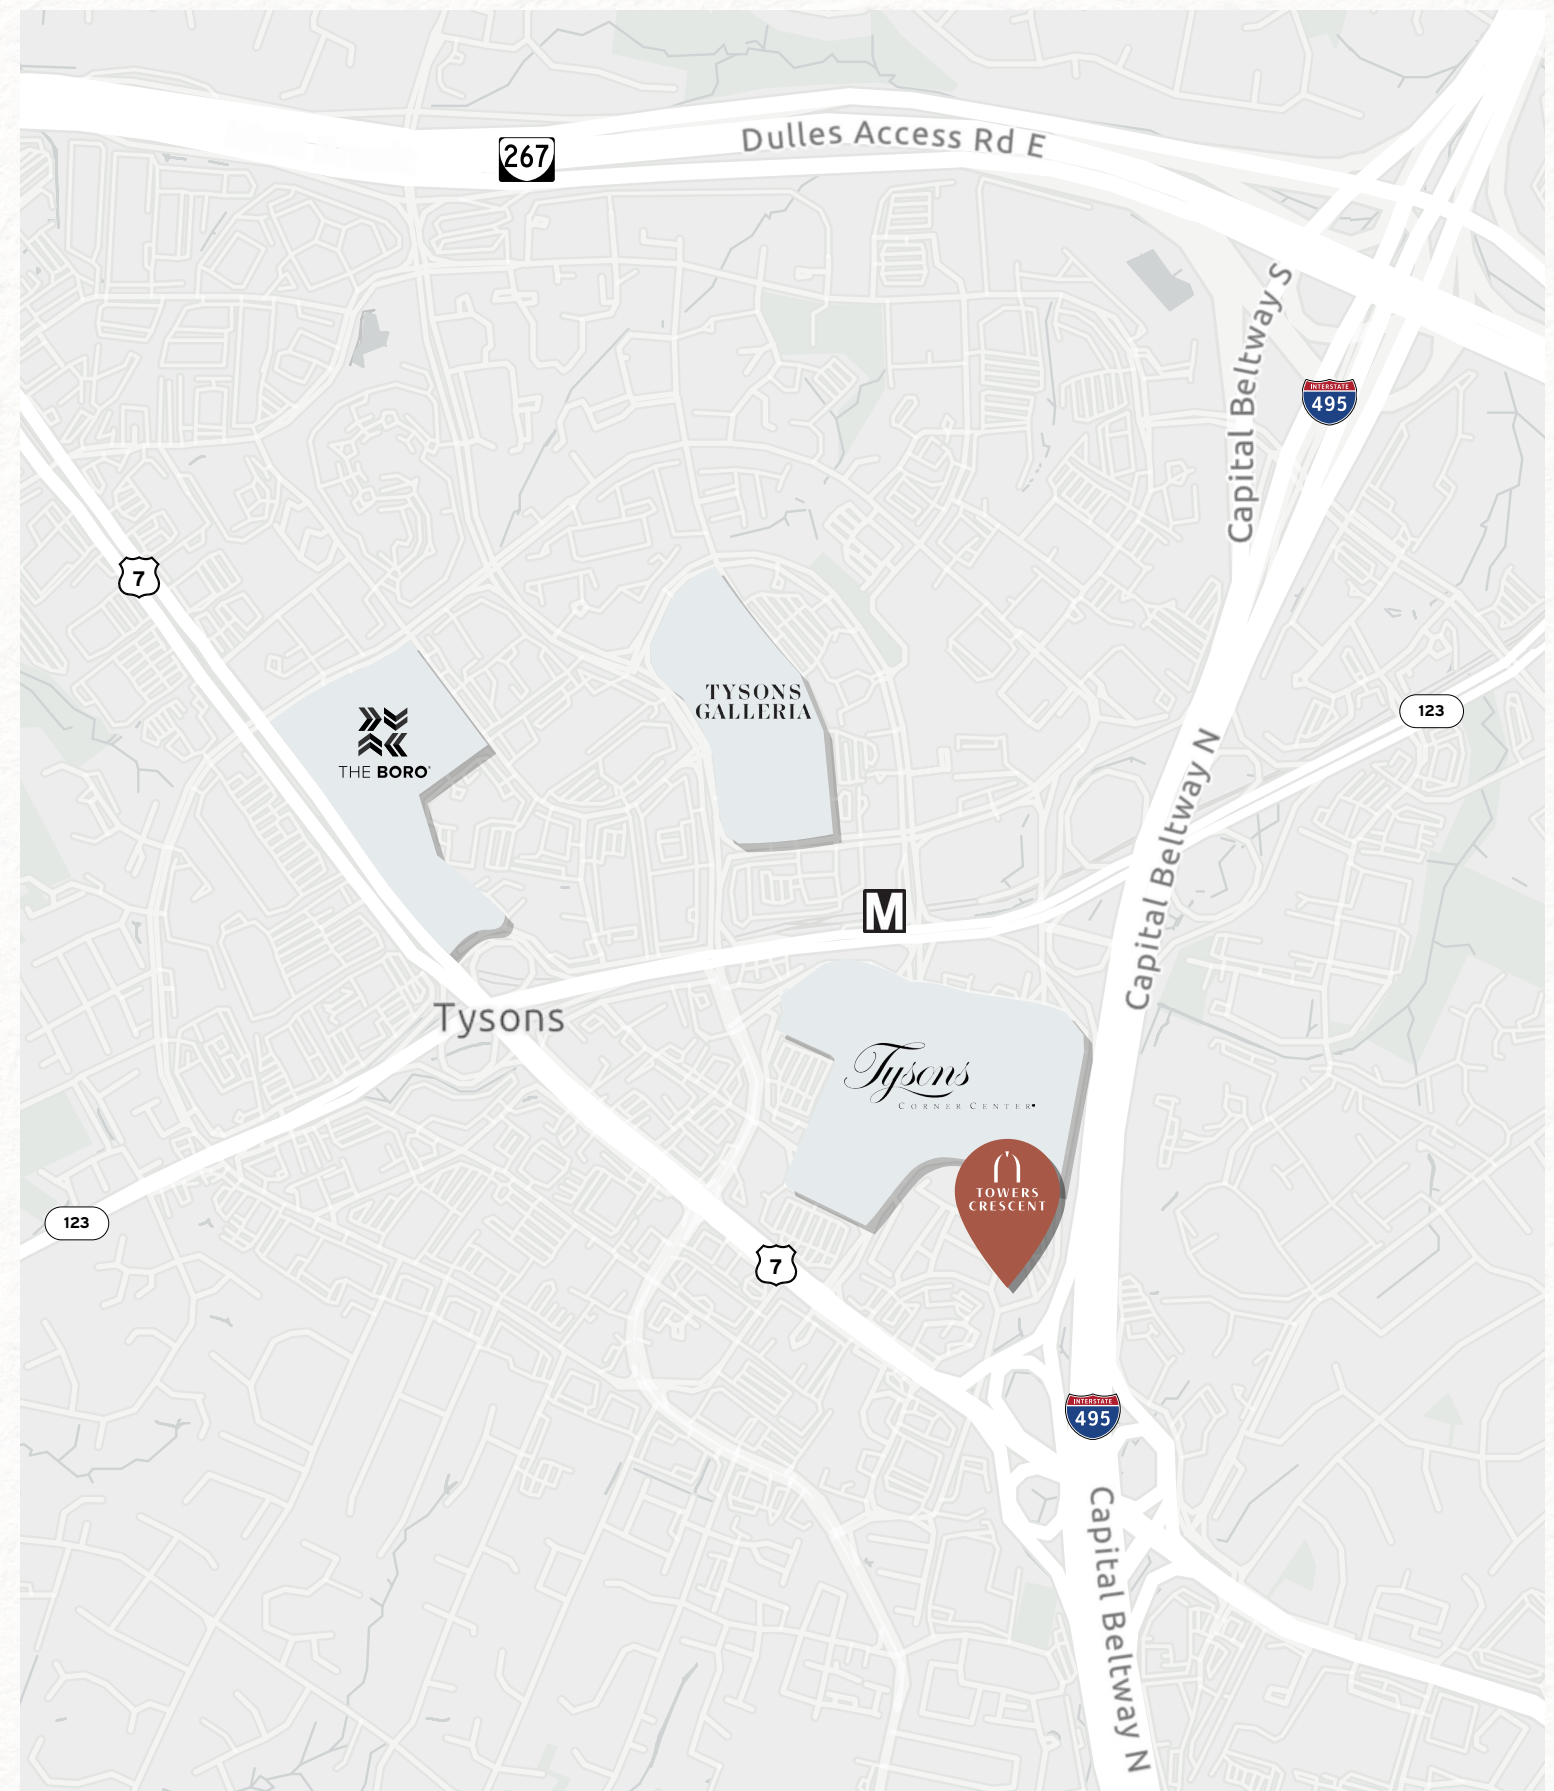 267
Dulles Access Rd E
Capital Beltway S
INTERSTATE
495
7
TYSONS
GALLERIA
123
THE BORO
Capital Beltway N
M
Tysons
Tysons
CORNER CENTER
TOWERS
CRESCENT
123
7
INTERSTATE
495
Capital Beltway N